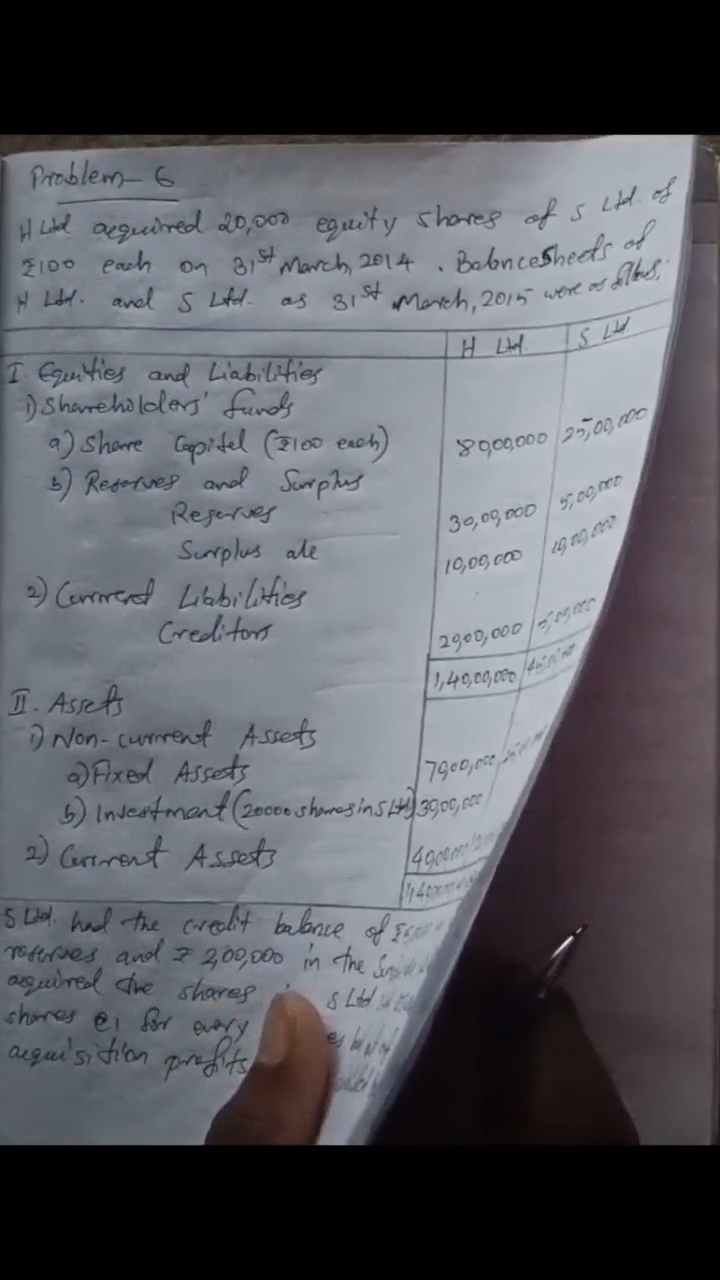 Problem-6
H Ltd acquired 20,000 equity shares of S Ltd. of
₹100 each on 31st March, 2014. Balance Sheets of
H Ltd. and S Ltd. as 31st March, 2015 were as follows:
H Ltd. S Ltd
I. Equities and Liabilities
1) Shareholders' funds
a) Share Capital (₹100 each) 80,00,000 25,00,000
b) Reserves and Surplus
Reserves 30,00,000 5,00,000
Surplus a/c 10,00,000 10,00,000
2) Current Liabilities
Creditors 20,00,000 5,00,000
1,40,00,000 45,00,000
II. Assets
1) Non-current Assets
a) Fixed Assets 70,00,000
b) Investment (20000 shares in S Ltd) 30,00,000
2) Current Assets
S Ltd. had the credit balance of
reserves and ₹ 2,00,000 in the
acquired the shares S Ltd.
shares @1 for every
acquisition profits